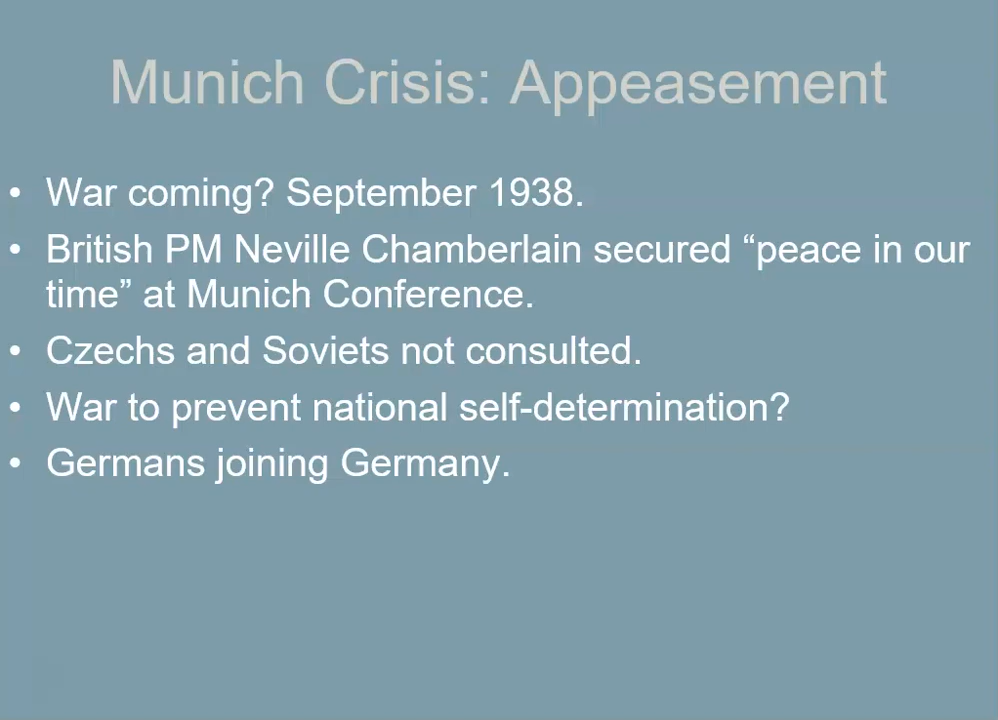 Munich Crisis: Appeasement
• War coming? September 1938.
• British PM Neville Chamberlain secured “peace in our
time” at Munich Conference.
• Czechs and Soviets not consulted.
• War to prevent national self-determination?
• Germans joining Germany.